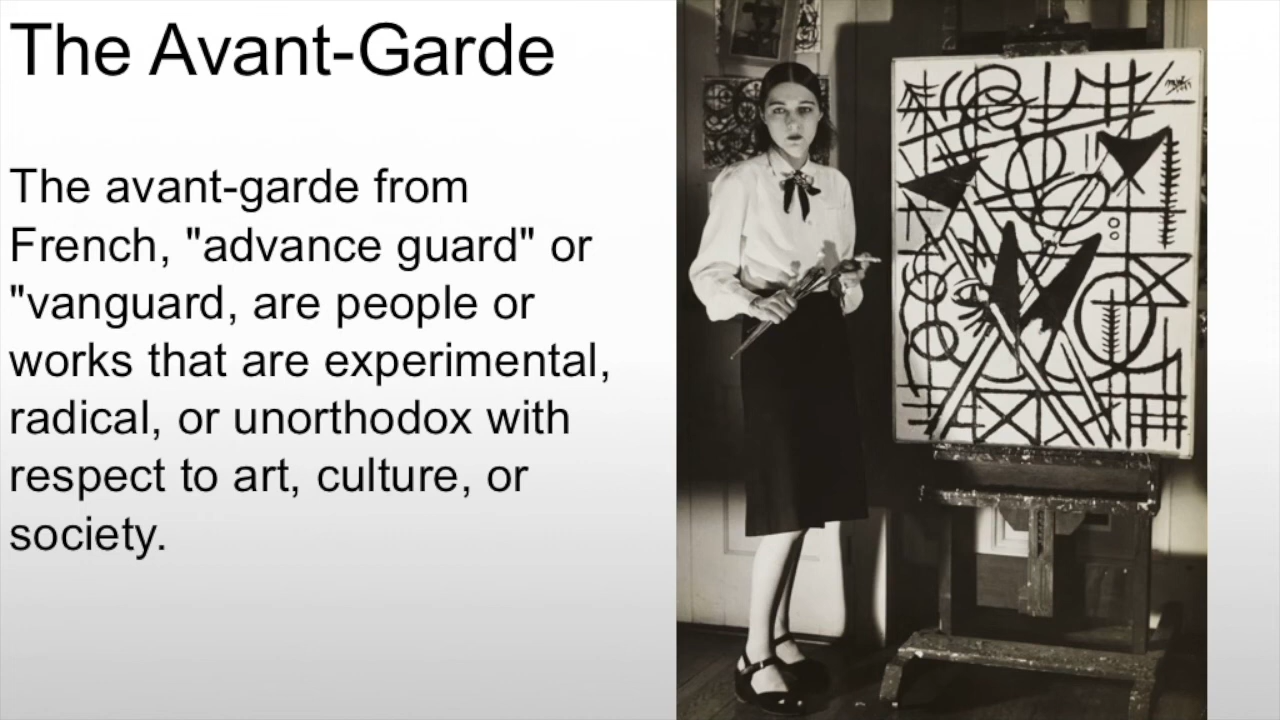 The Avant-Garde
The avant-garde from
French, "advance guard" or
"vanguard, are people or
works that are experimental,
radical, or unorthodox with
respect to art, culture, or
society.